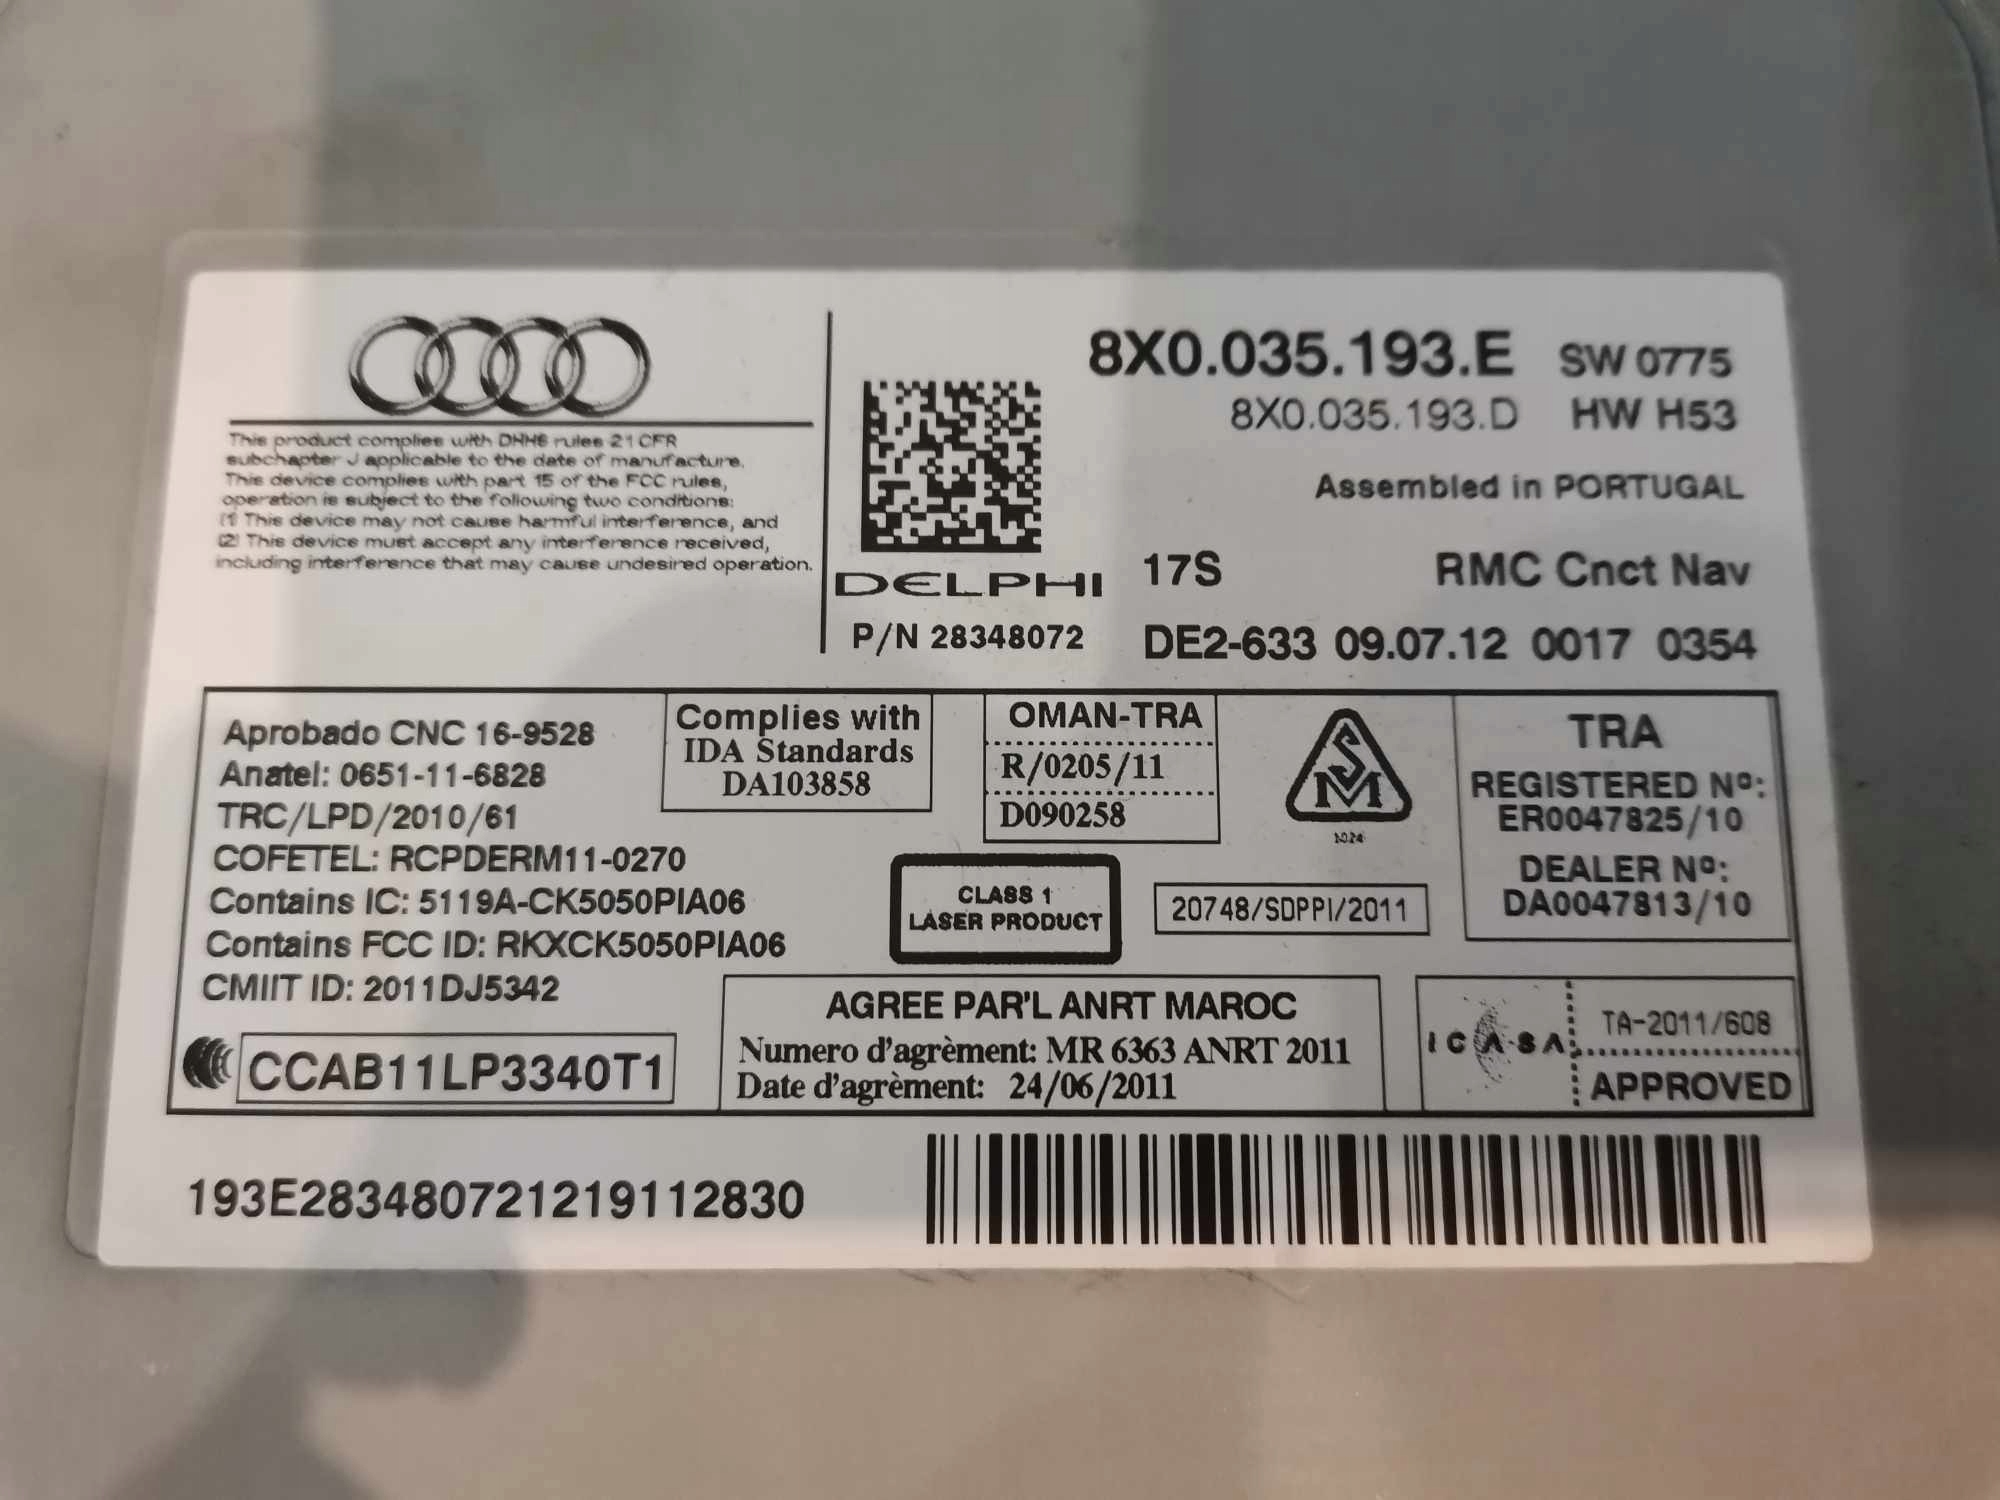 This product complies with DHHS rules 21 CFR
subchapter J applicable to the date of manufacture.
This device complies with part 15 of the FCC rules,
operation is subject to the following two conditions:
(1) This device may not cause harmful interference, and
(2) This device must accept any interference received,
including interference that may cause undesired operation.
DELPHI
P/N 28348072
8X0.035.193.E SW 0775
8X0.035.193.D HW H53
Assembled in PORTUGAL
17S RMC Cnct Nav
DE2-633 09.07.12 0017 0354
Aprobado CNC 16-9528
Anatel: 0651-11-6828
TRC/LPD/2010/61
COFETEL: RCPDERM11-0270
Contains IC: 5119A-CK5050PIA06
Contains FCC ID: RKXCK5050PIA06
CMIIT ID: 2011DJ5342
CCAB11LP3340T1
Complies with
IDA Standards
DA103858
OMAN-TRA
R/0205/11
D090258
SM
1024
CLASS 1
LASER PRODUCT
20748/SDPPI/2011
TRA
REGISTERED Nº:
ER0047825/10
DEALER Nº:
DA0047813/10
AGREE PAR'L ANRT MAROC
Numero d'agrèment: MR 6363 ANRT 2011
Date d'agrèment: 24/06/2011
ICASA
TA-2011/608
APPROVED
193E283480721219112830